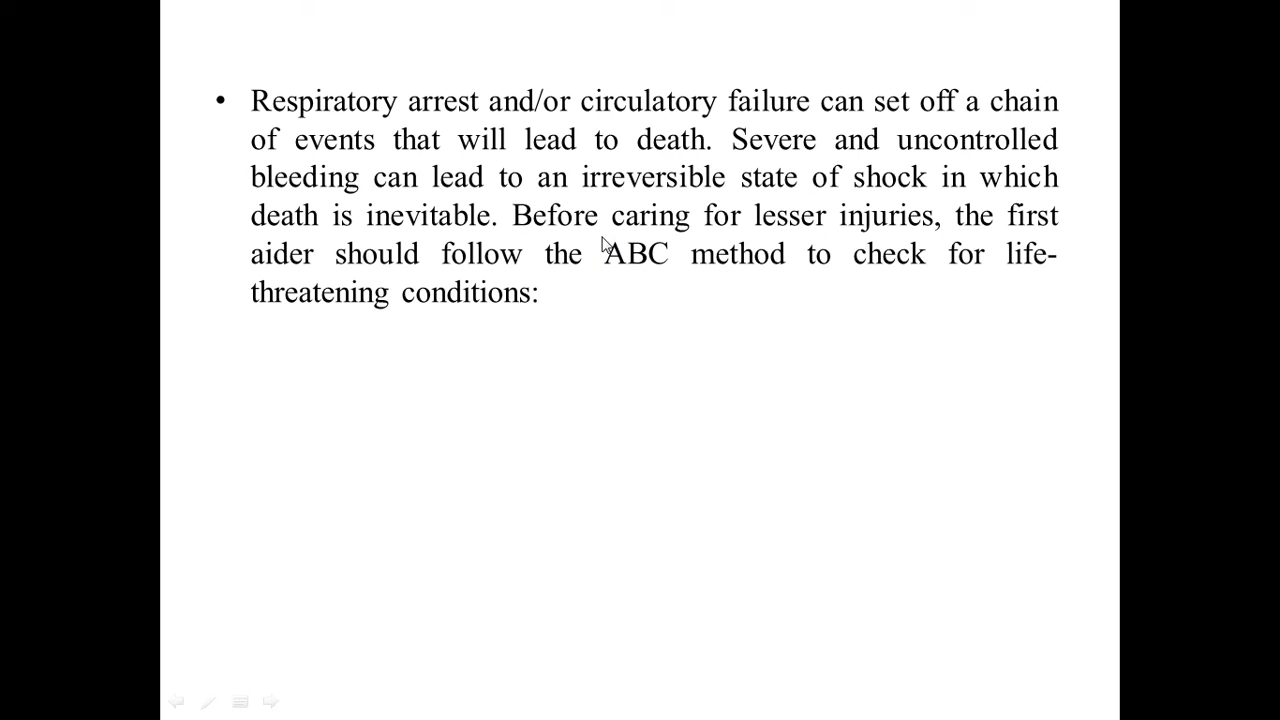 • Respiratory arrest and/or circulatory failure can set off a chain
of events that will lead to death. Severe and uncontrolled
bleeding can lead to an irreversible state of shock in which
death is inevitable. Before caring for lesser injuries, the first
aider should follow the ABC method to check for life-
threatening conditions: